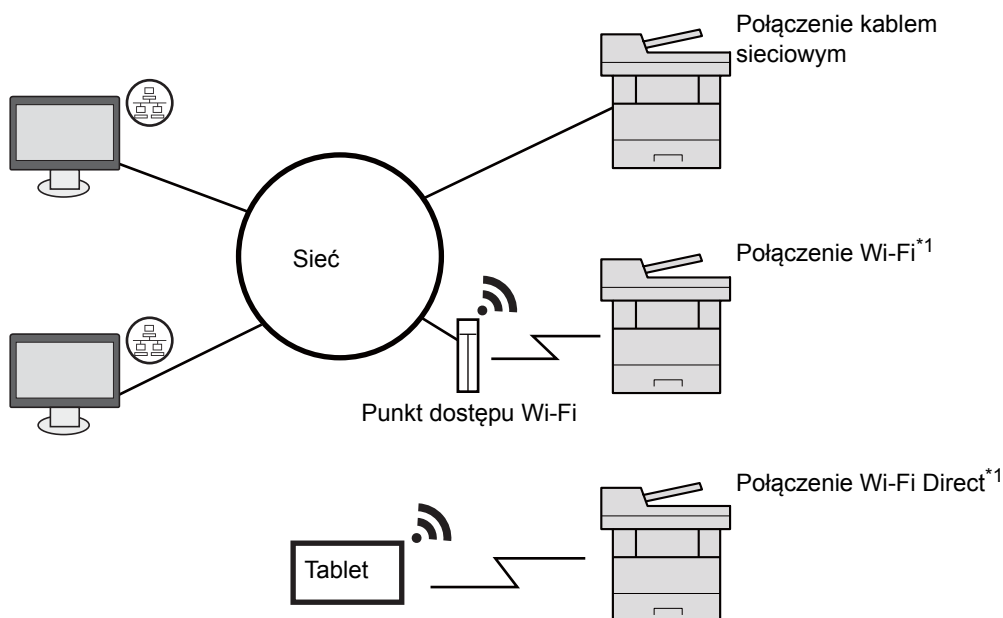 Połączenie kablem
sieciowym
Sieć
Połączenie Wi-Fi*1
Punkt dostępu Wi-Fi
Połączenie Wi-Fi Direct*1
Tablet